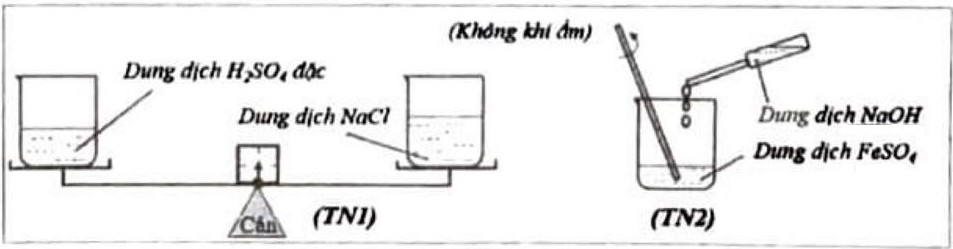 (Không khí ẩm)
Dung dịch H₂SO₄ đặc
Dung dịch NaCl
Dung dịch NaOH
Dung dịch FeSO₄
Cân
(TN1)
(TN2)